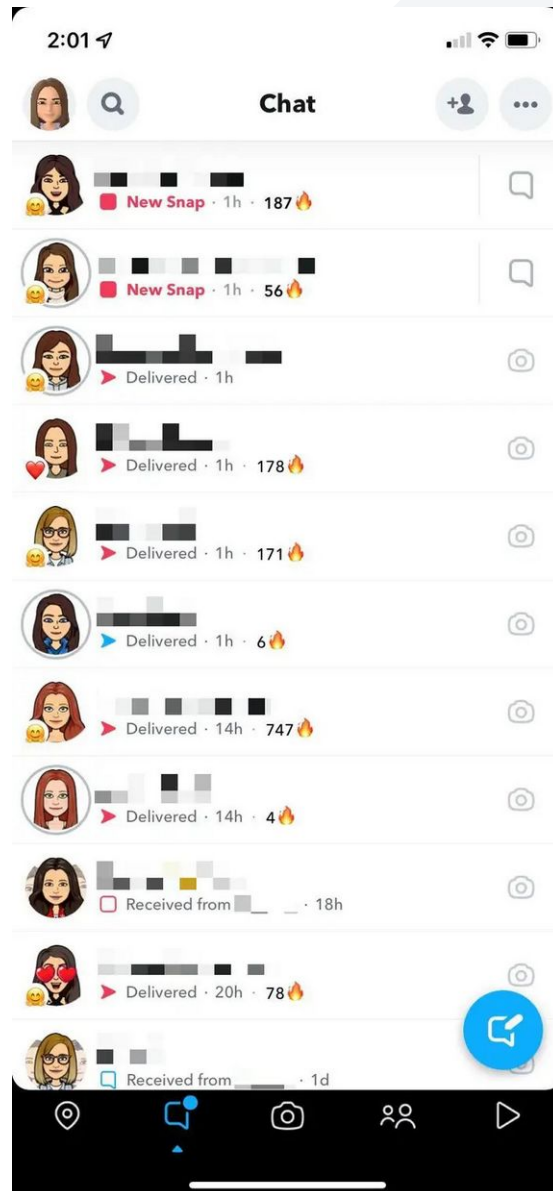 2:01
Chat
New Snap · 1h · 187🔥
New Snap · 1h · 56🔥
Delivered · 1h
Delivered · 1h · 178🔥
Delivered · 1h · 171🔥
Delivered · 1h · 6🔥
Delivered · 14h · 747🔥
Delivered · 14h · 4🔥
Received from · 18h
Delivered · 20h · 78🔥
Received from · 1d